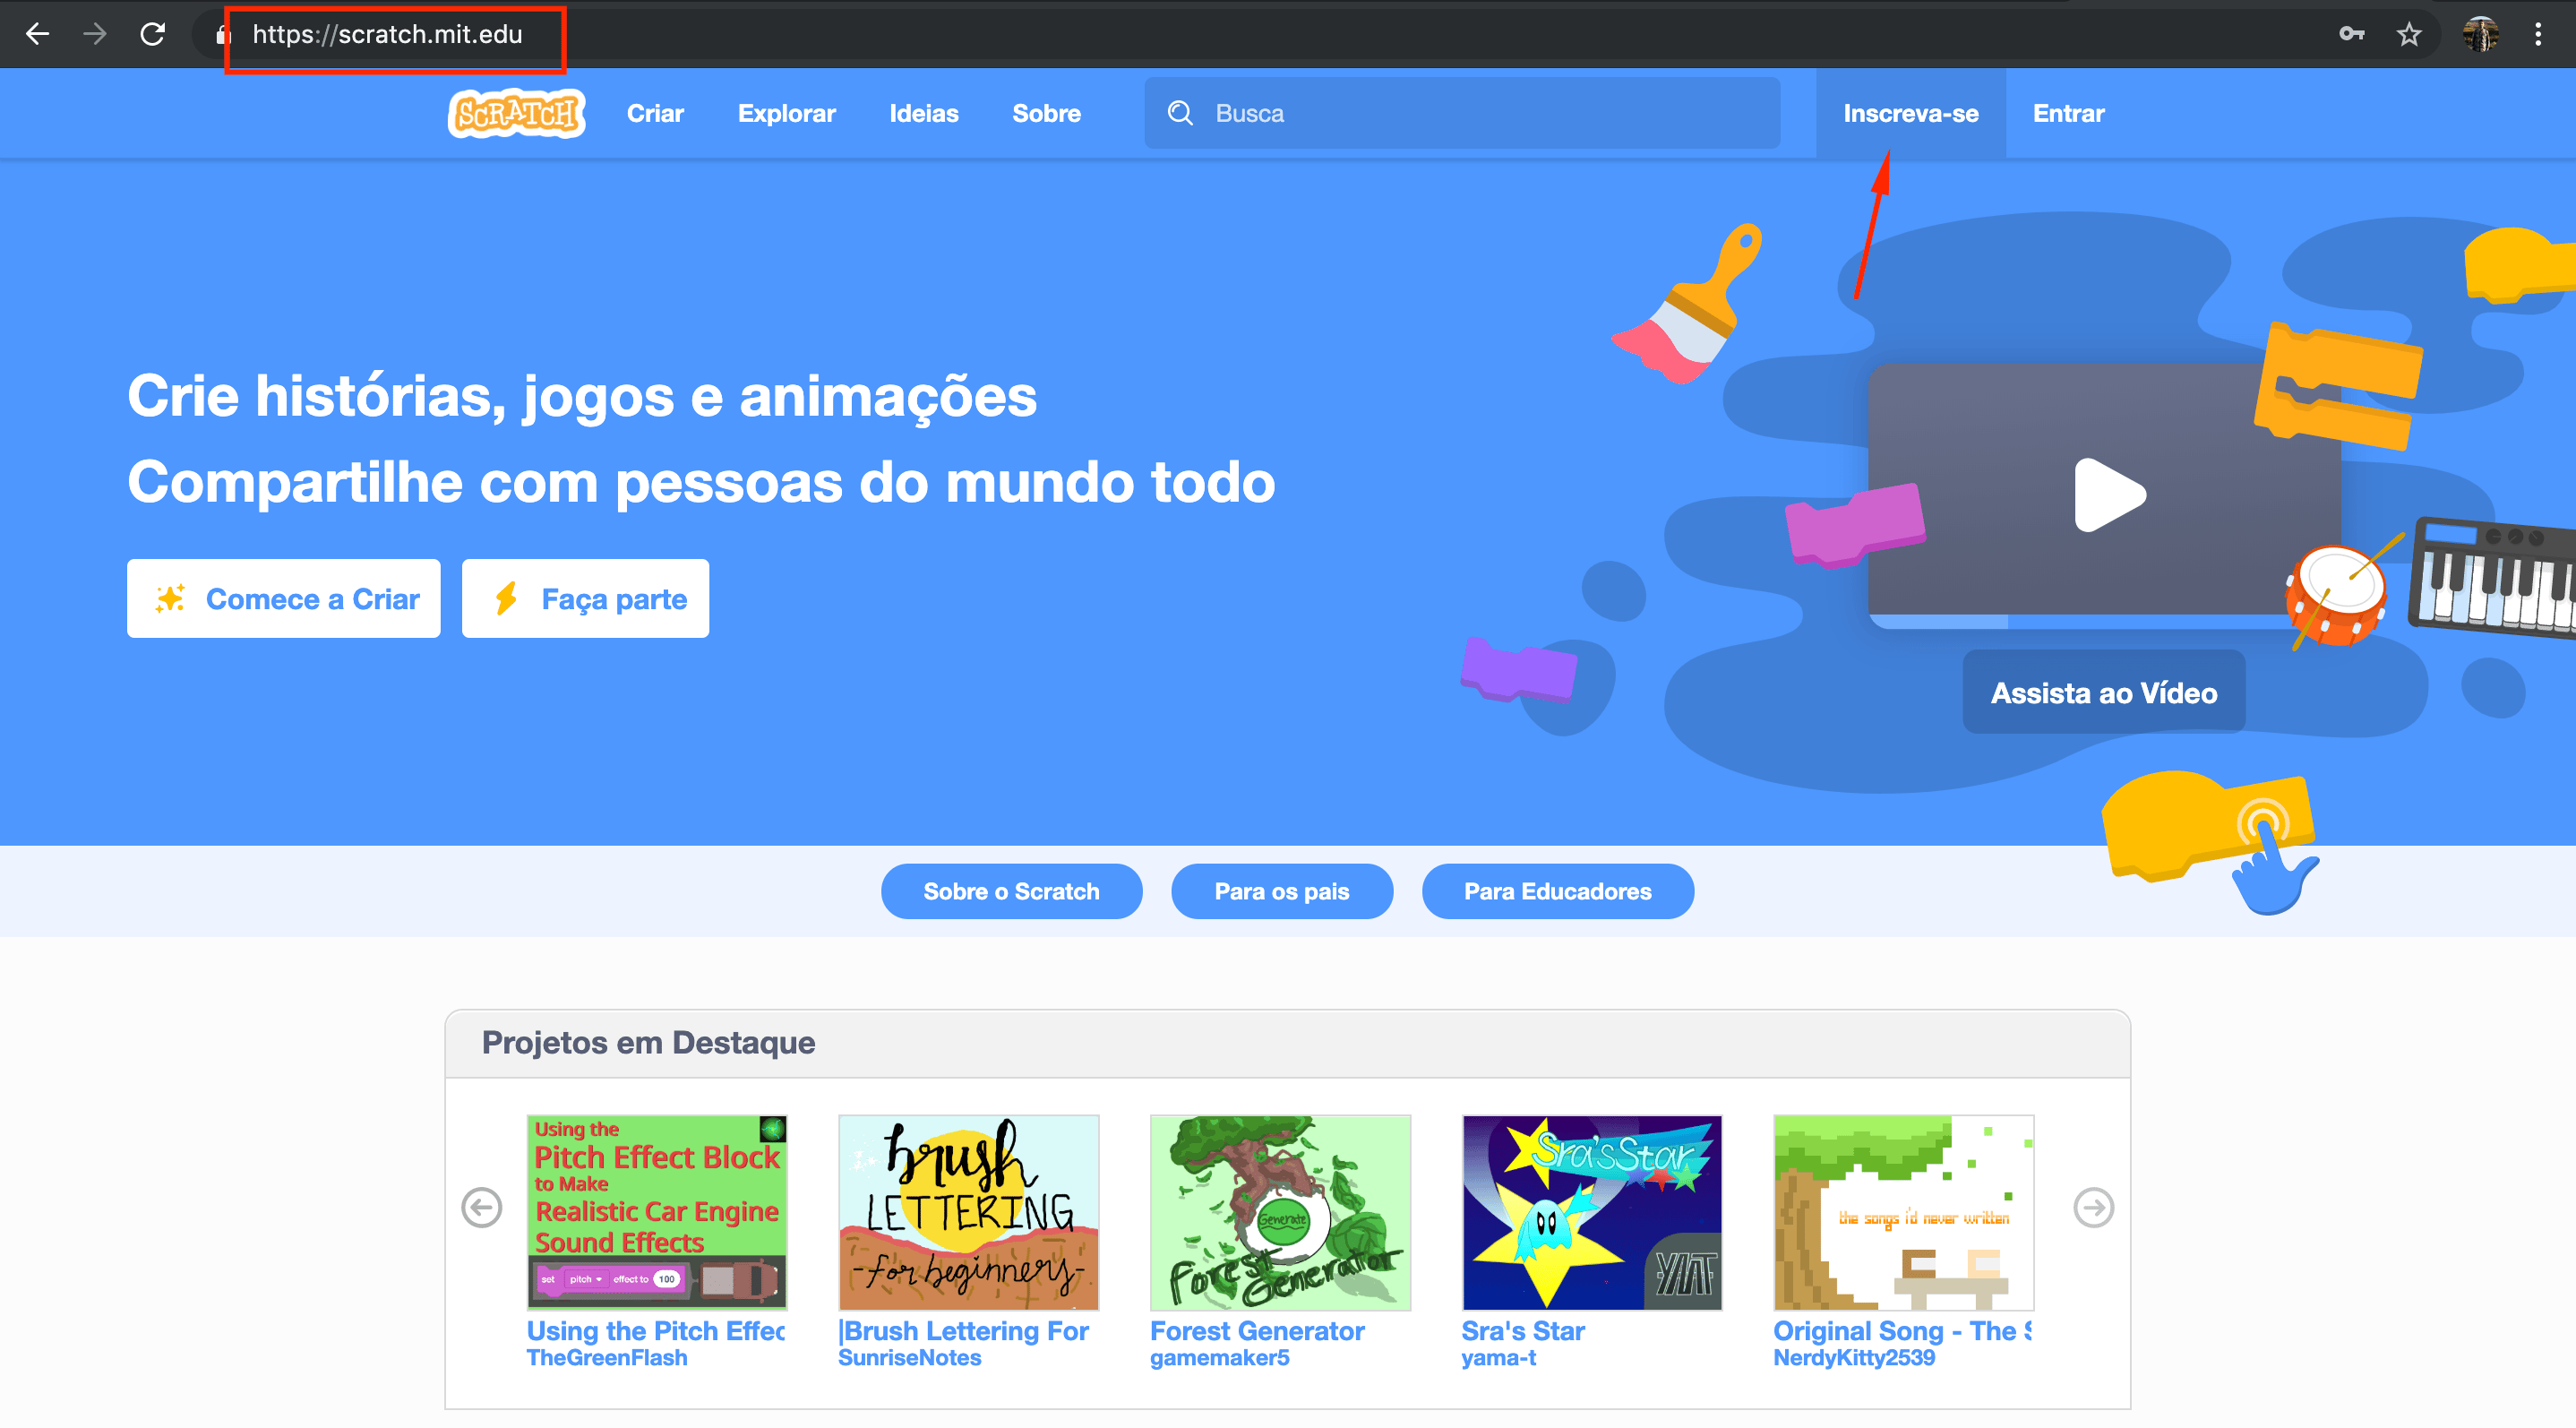 https://scratch.mit.edu
SCRATCH Criar Explorar Ideias Sobre Busca Inscreva-se Entrar
Crie histórias, jogos e animações
Compartilhe com pessoas do mundo todo
Comece a Criar Faça parte
Assista ao Vídeo
Sobre o Scratch Para os pais Para Educadores
Projetos em Destaque
Using the
Pitch Effect Block
to Make
Realistic Car Engine
Sound Effects
set pitch effect to 100
brush
LETTERING
-for beginners-
Generate
Forest
Generator
Sra's Star
the songs i'd never written
Using the Pitch Effec
TheGreenFlash
|Brush Lettering For
SunriseNotes
Forest Generator
gamemaker5
Sra's Star
yama-t
Original Song - The S
NerdyKitty2539